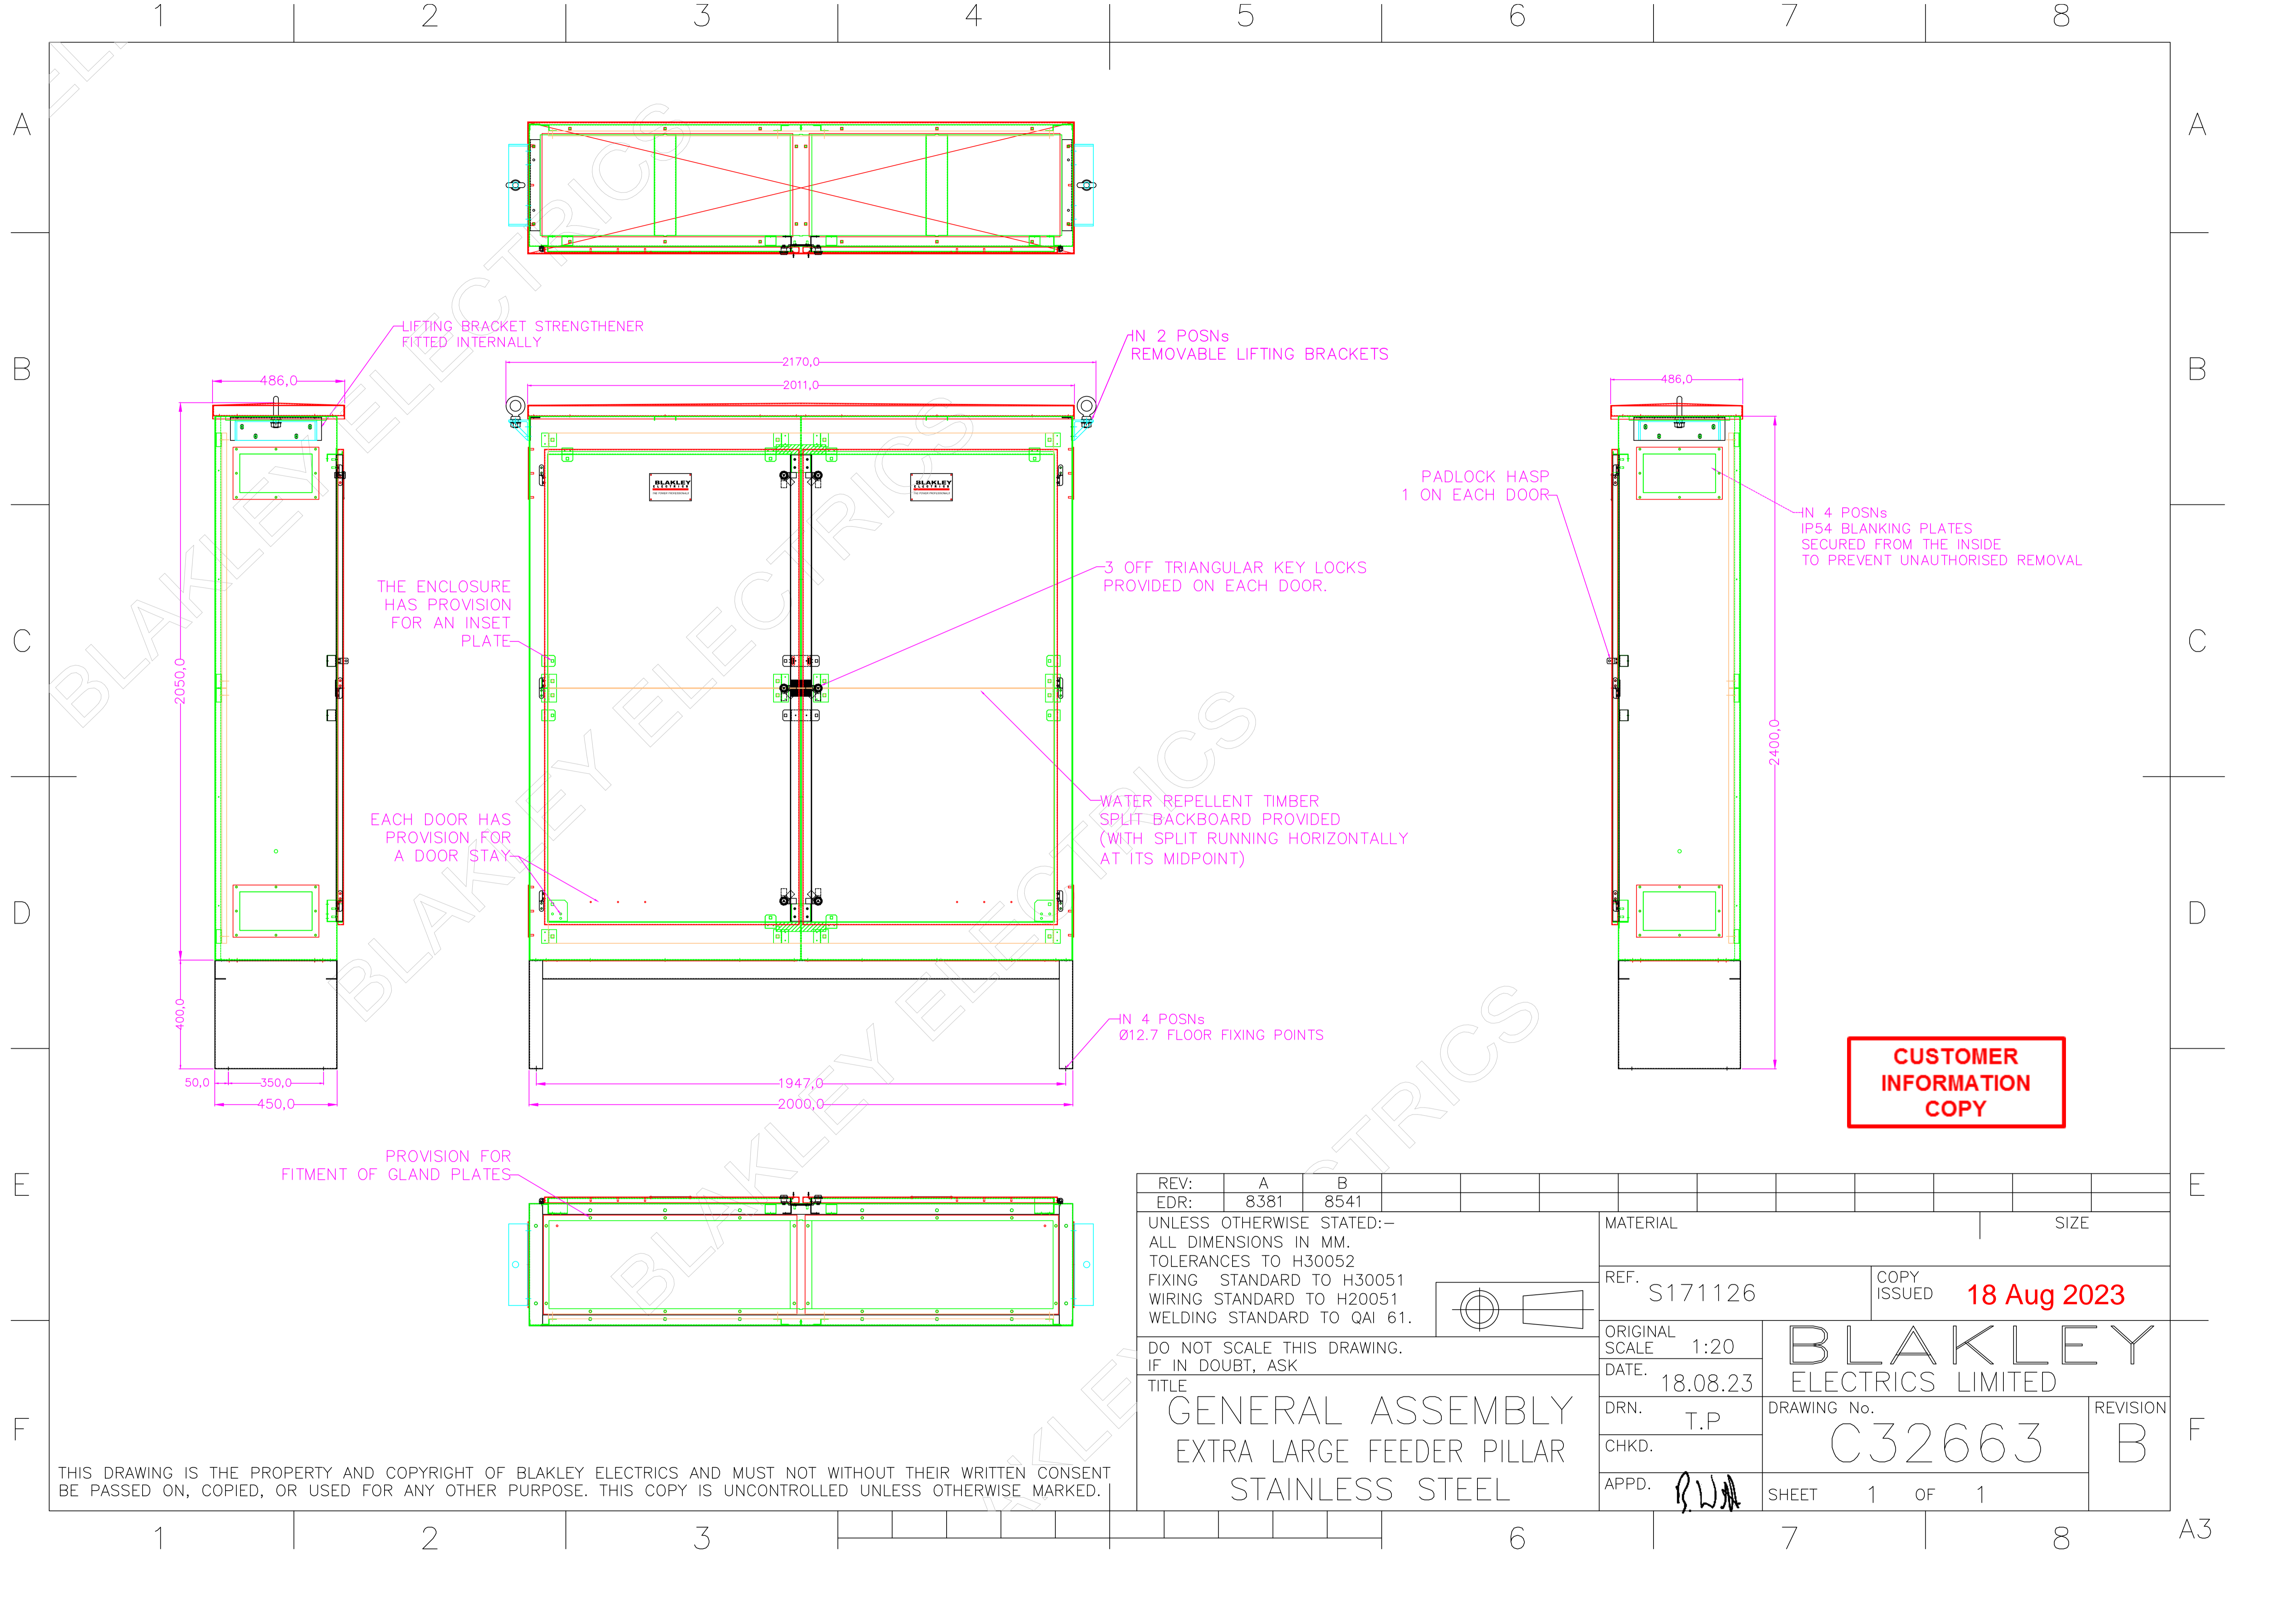 1 2 3 4 5 6 7 8
A A
B B
C C
D D
E E
F F
LIFTING BRACKET STRENGTHENER
FITTED INTERNALLY
IN 2 POSNs
REMOVABLE LIFTING BRACKETS
2170,0
2011,0
486,0
486,0
BLAKLEY
ELECTRICS
BLAKLEY
ELECTRICS
PADLOCK HASP
1 ON EACH DOOR
IN 4 POSNs
IP54 BLANKING PLATES
SECURED FROM THE INSIDE
TO PREVENT UNAUTHORISED REMOVAL
THE ENCLOSURE
HAS PROVISION
FOR AN INSET
PLATE
3 OFF TRIANGULAR KEY LOCKS
PROVIDED ON EACH DOOR.
2050,0
2400,0
EACH DOOR HAS
PROVISION FOR
A DOOR STAY
WATER REPELLENT TIMBER
SPLIT BACKBOARD PROVIDED
(WITH SPLIT RUNNING HORIZONTALLY
AT ITS MIDPOINT)
400,0
IN 4 POSNs
Ø12.7 FLOOR FIXING POINTS
50,0
350,0
450,0
1947,0
2000,0
CUSTOMER
INFORMATION
COPY
PROVISION FOR
FITMENT OF GLAND PLATES
REV: A B
EDR: 8381 8541
UNLESS OTHERWISE STATED:–
ALL DIMENSIONS IN MM.
TOLERANCES TO H30052
FIXING STANDARD TO H30051
WIRING STANDARD TO H20051
WELDING STANDARD TO QAI 61.
DO NOT SCALE THIS DRAWING.
IF IN DOUBT, ASK
TITLE
GENERAL ASSEMBLY
EXTRA LARGE FEEDER PILLAR
STAINLESS STEEL
MATERIAL
SIZE
REF. S171126
COPY
ISSUED 18 Aug 2023
ORIGINAL
SCALE 1:20
DATE. 18.08.23
DRN. T.P
CHKD.
APPD.
BLAKLEY
ELECTRICS LIMITED
DRAWING No.
C32663
REVISION
B
SHEET 1 OF 1
THIS DRAWING IS THE PROPERTY AND COPYRIGHT OF BLAKLEY ELECTRICS AND MUST NOT WITHOUT THEIR WRITTEN CONSENT
BE PASSED ON, COPIED, OR USED FOR ANY OTHER PURPOSE. THIS COPY IS UNCONTROLLED UNLESS OTHERWISE MARKED.
1 2 3 6 7 8
A3
BLAKLEY ELECTRICS
BLAKLEY ELECTRICS
BLAKLEY ELECTRICS
BLAKLEY ELECTRICS